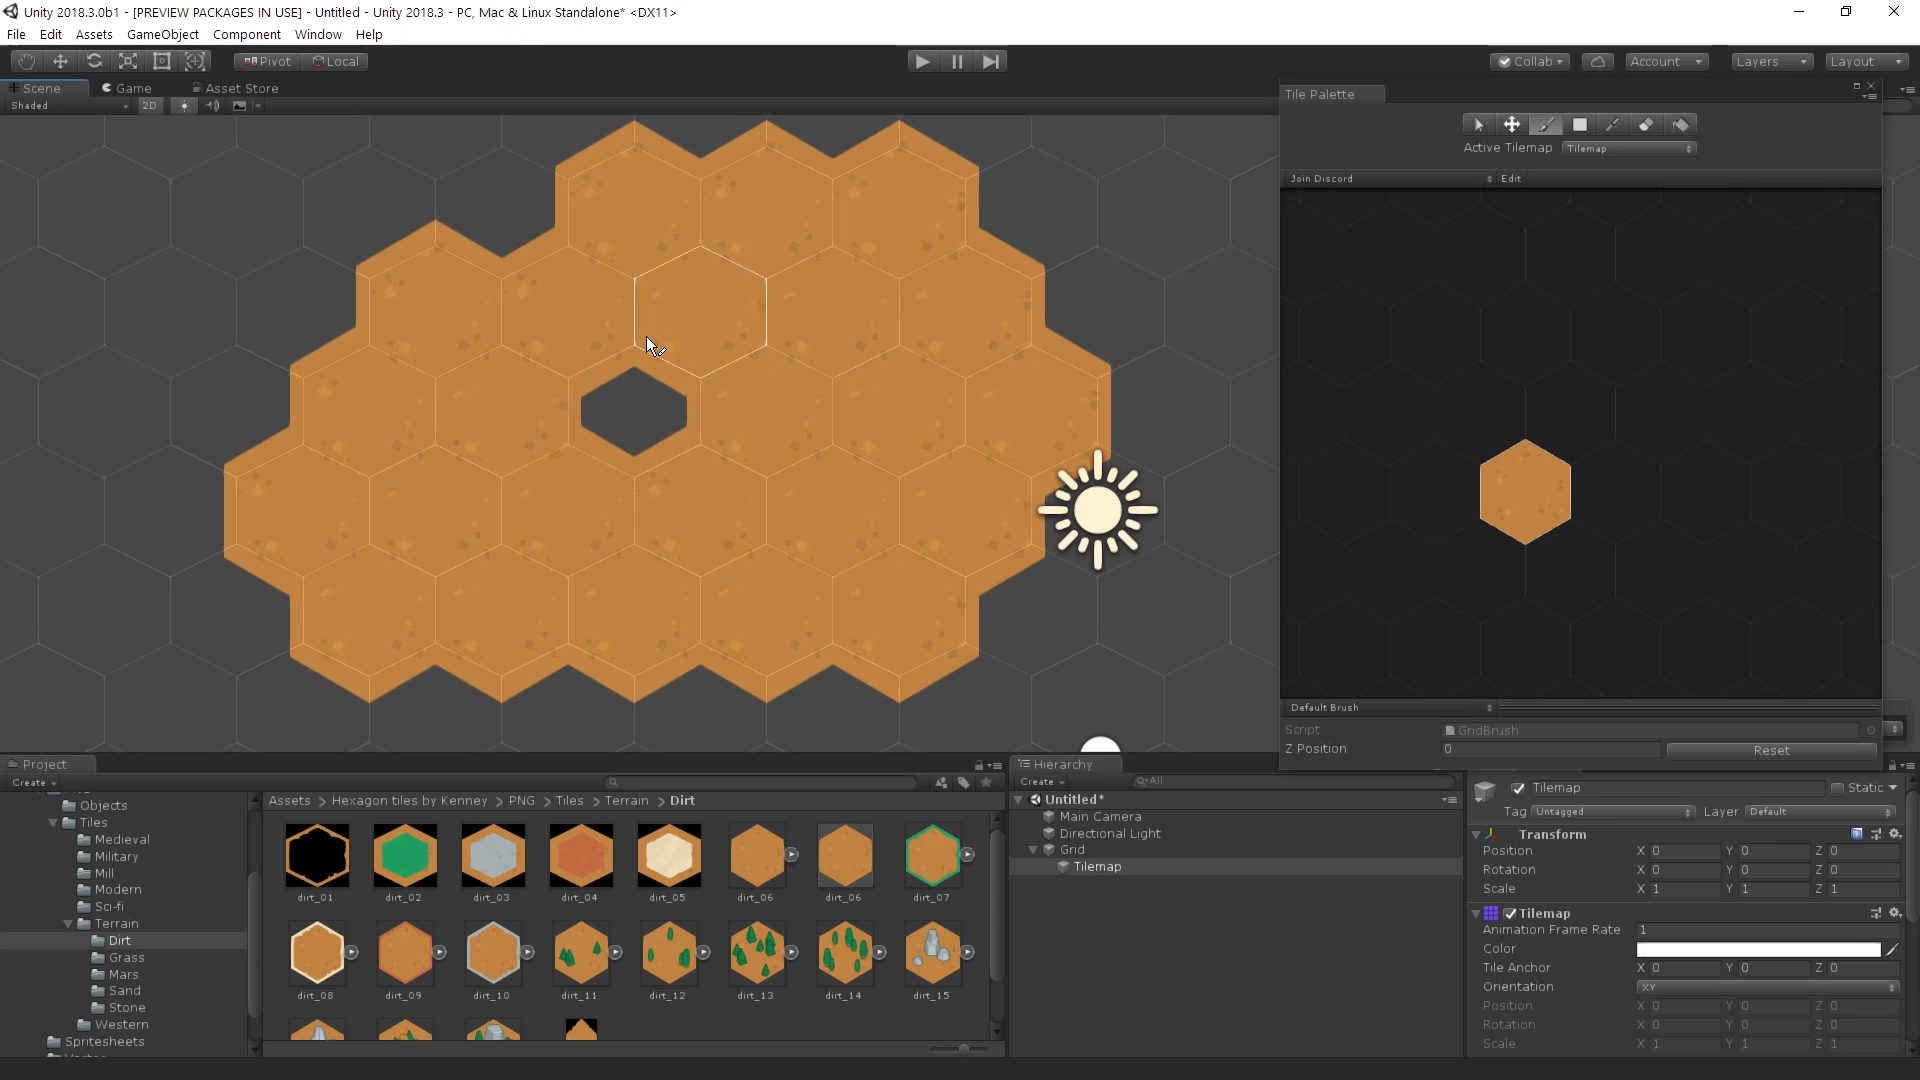 Unity 2018.3.0b1 - [PREVIEW PACKAGES IN USE] - Untitled - Unity 2018.3 - PC, Mac & Linux Standalone* <DX11>
File Edit Assets GameObject Component Window Help
Pivot Local Collab Account Layers Layout
Scene Game Asset Store
Shaded 2D
Tile Palette
Active Tilemap Tilemap
Join Discord Edit
Default Brush
Script GridBrush
Z Position 0 Reset
Project
Create
Objects
Tiles
Medieval
Military
Mill
Modern
Sci-fi
Terrain
Dirt
Grass
Mars
Sand
Stone
Western
Spritesheets
Assets > Hexagon tiles by Kenney > PNG > Tiles > Terrain > Dirt
dirt_01 dirt_02 dirt_03 dirt_04 dirt_05 dirt_06 dirt_06 dirt_07
dirt_08 dirt_09 dirt_10 dirt_11 dirt_12 dirt_13 dirt_14 dirt_15
Hierarchy
Create All
Untitled*
Main Camera
Directional Light
Grid
Tilemap
Tilemap Static
Tag Untagged Layer Default
Transform
Position X 0 Y 0 Z 0
Rotation X 0 Y 0 Z 0
Scale X 1 Y 1 Z 1
Tilemap
Animation Frame Rate 1
Color
Tile Anchor X 0 Y 0 Z 0
Orientation XY
Position X 0 Y 0 Z 0
Rotation X 0 Y 0 Z 0
Scale X 1 Y 1 Z 1